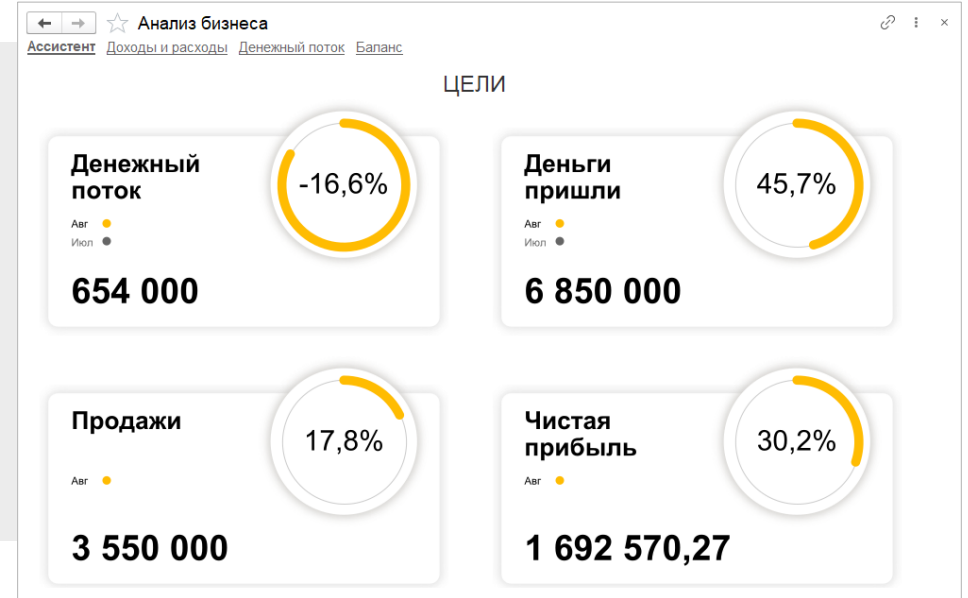 Анализ бизнеса
Ассистент Доходы и расходы Денежный поток Баланс
ЦЕЛИ
Денежный
поток
-16,6%
Авг
Июл
654 000
Деньги
пришли
45,7%
Авг
Июл
6 850 000
Продажи
17,8%
Авг
3 550 000
Чистая
прибыль
30,2%
Авг
1 692 570,27